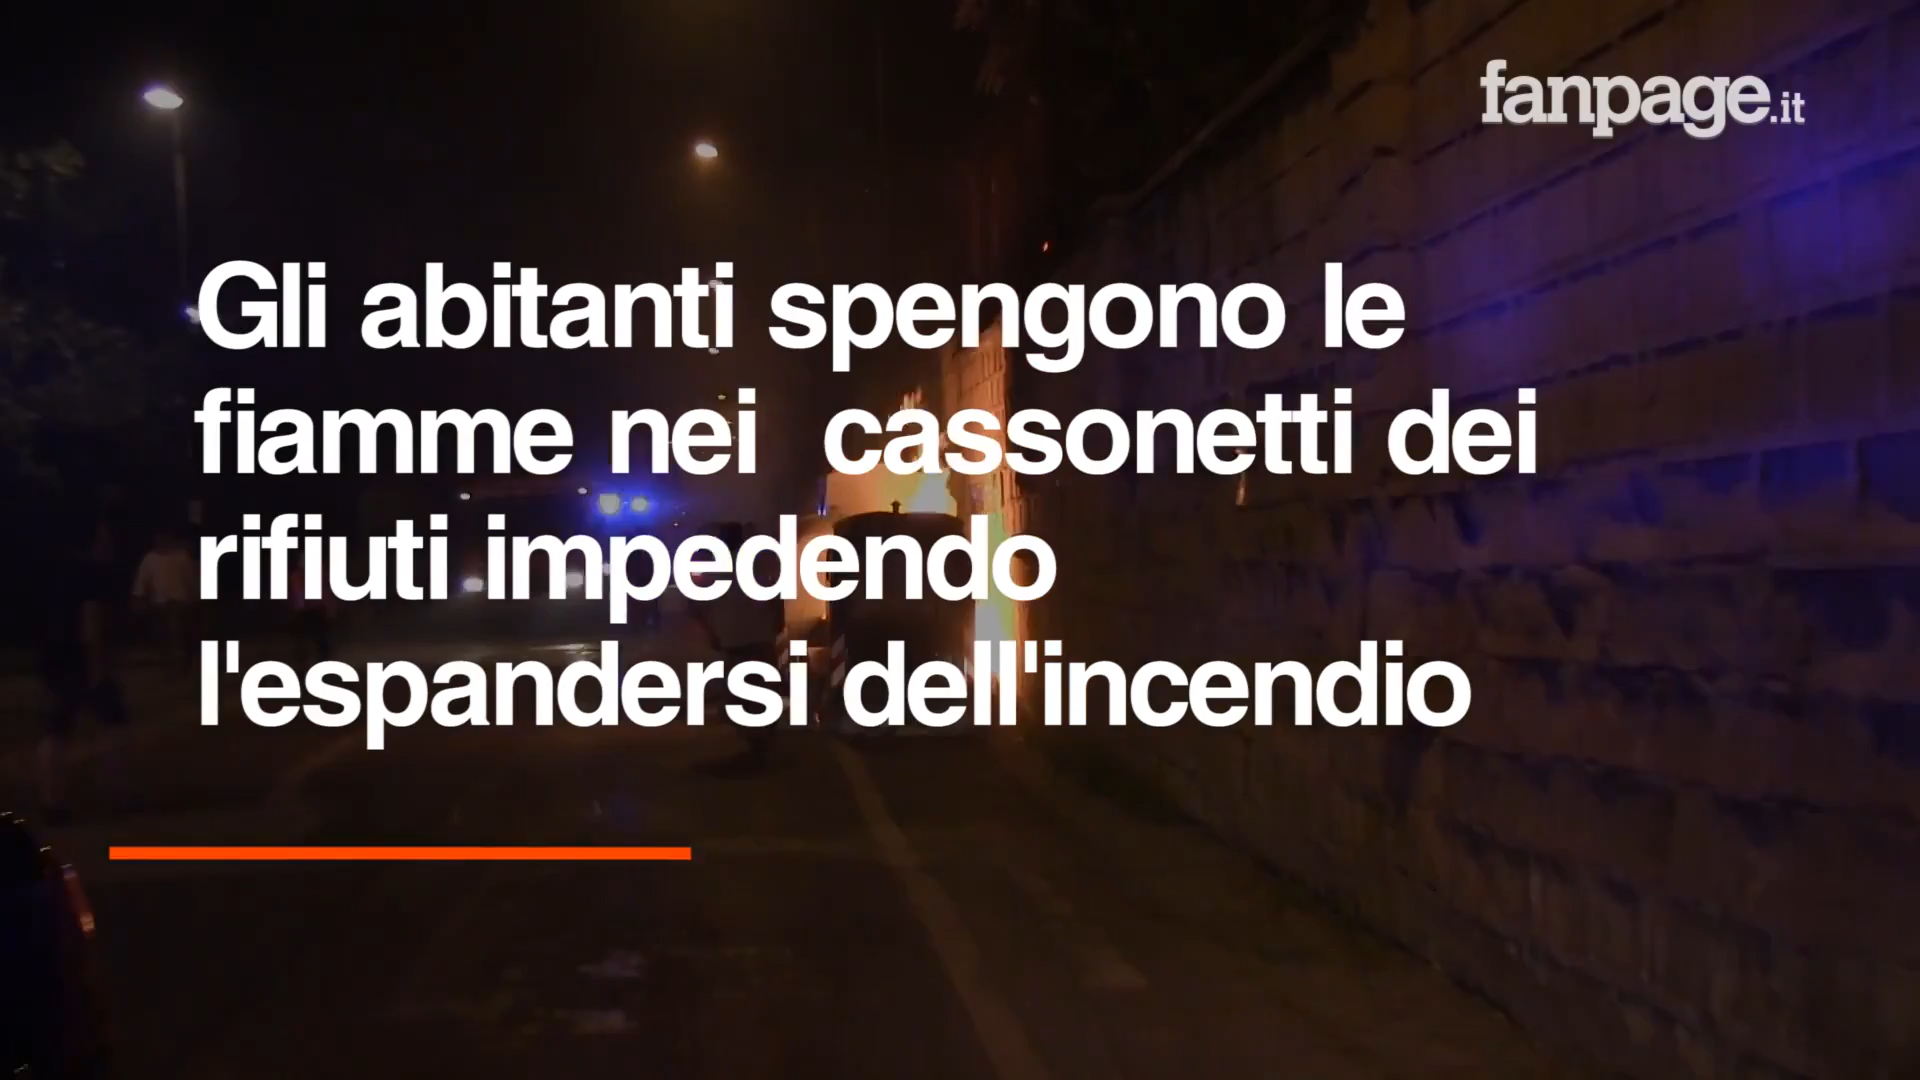 fanpage.it
Gli abitanti spengono le
fiamme nei  cassonetti dei
rifiuti impedendo
l'espandersi dell'incendio